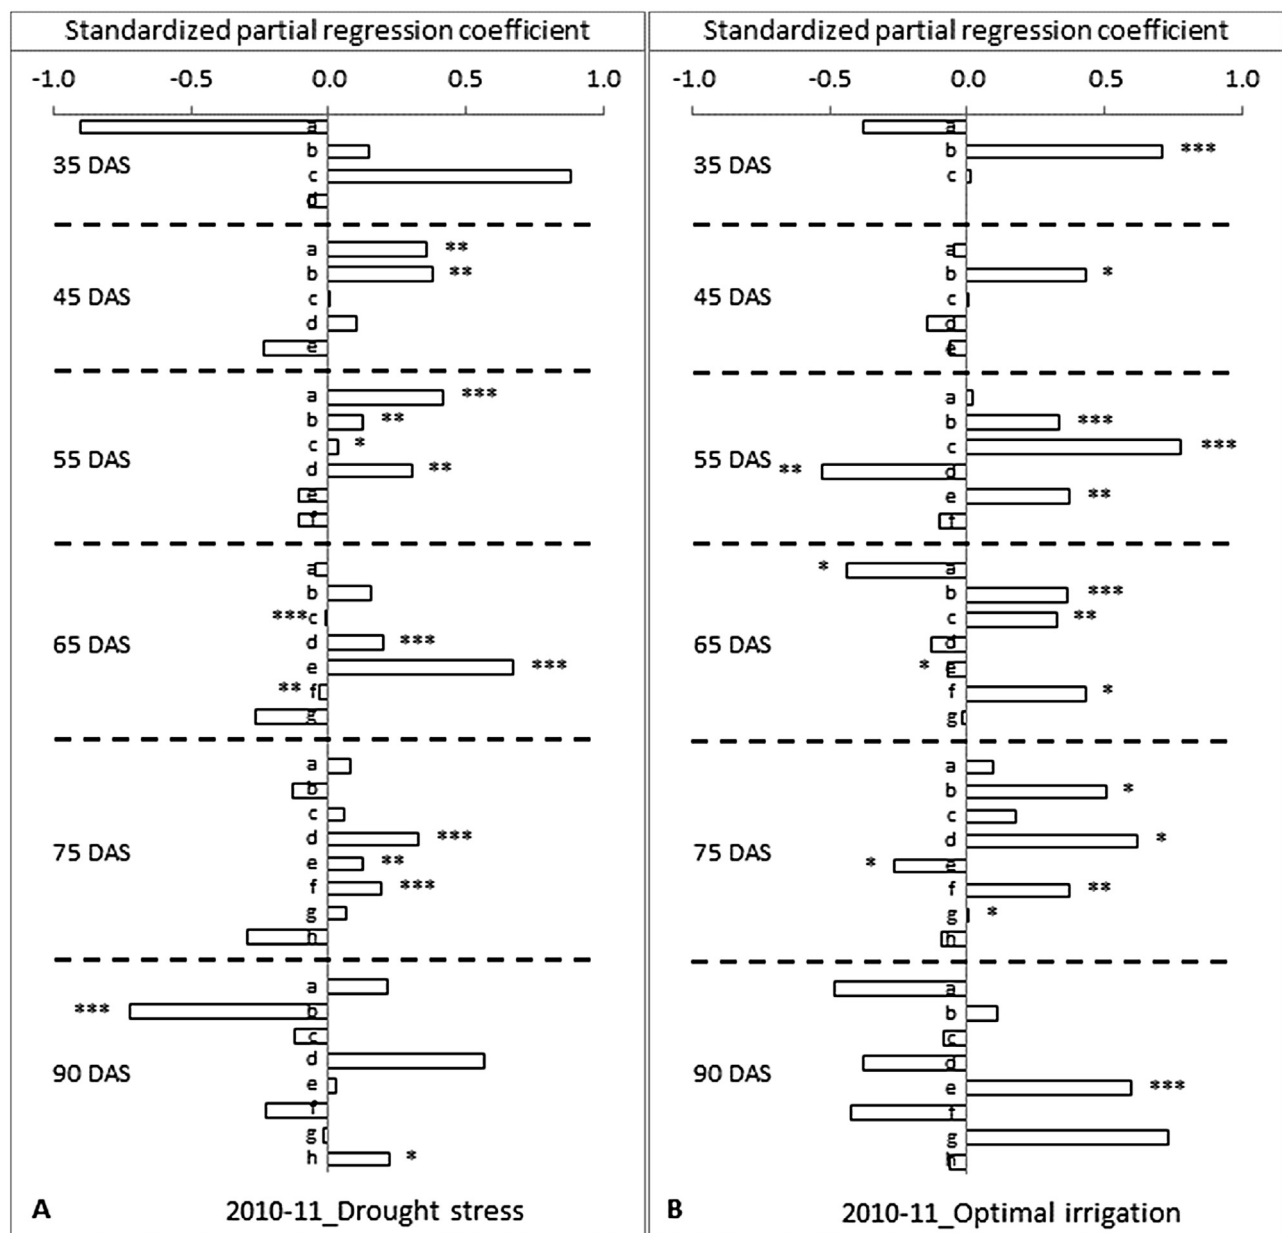 Standardized partial regression coefficient
-1.0 -0.5 0.0 0.5 1.0
35 DAS
a
b
c
d
45 DAS
a **
b **
c
d
e
55 DAS
a ***
b **
c *
d **
e
f
65 DAS
a
b
*** c
d ***
e ***
** f
g
75 DAS
a
b
c
d ***
e **
f ***
g
h
90 DAS
a
*** b
c
d
e
f
g
h *
A 2010-11_Drought stress
Standardized partial regression coefficient
-1.0 -0.5 0.0 0.5 1.0
35 DAS
a
b ***
c
45 DAS
a
b *
c
d
e
55 DAS
a
b ***
c ***
** d
e **
f
65 DAS
* a
b ***
c **
d
* e
f *
g
75 DAS
a
b *
c
d *
* e
f **
g *
h
90 DAS
a
b
c
d
e ***
f
g
h
B 2010-11_Optimal irrigation